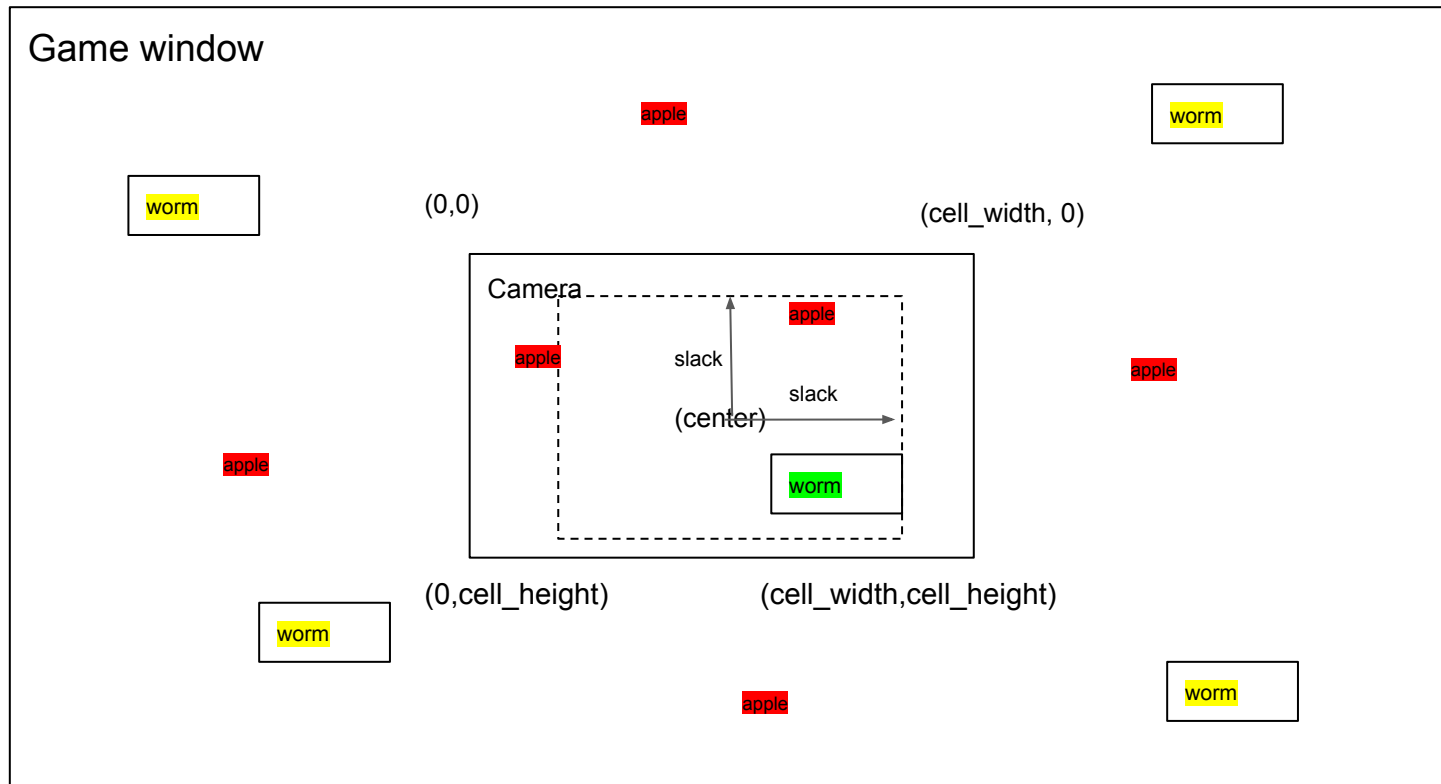 Game window
apple
worm
worm
(0,0)
(cell_width, 0)
Camera
apple
apple
slack
apple
slack
(center)
apple
worm
(0,cell_height)
(cell_width,cell_height)
worm
worm
apple